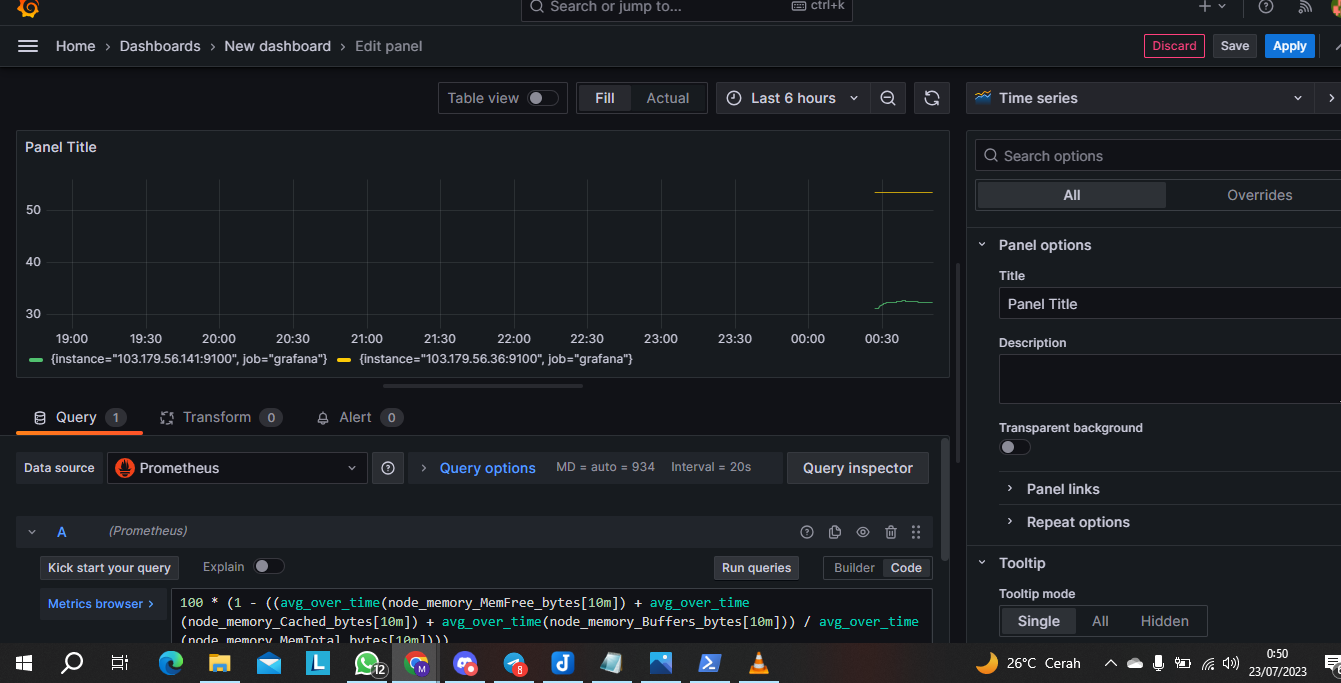 Search or jump to...
ctrl+k
Home › Dashboards › New dashboard › Edit panel
Discard
Save
Apply
Table view
Fill
Actual
Last 6 hours
Time series
Panel Title
50
40
30
19:00 19:30 20:00 20:30 21:00 21:30 22:00 22:30 23:00 23:30 00:00 00:30
{instance="103.179.56.141:9100", job="grafana"} {instance="103.179.56.36:9100", job="grafana"}
Search options
All
Overrides
Panel options
Title
Panel Title
Description
Transparent background
Panel links
Repeat options
Tooltip
Tooltip mode
Single
All
Hidden
Query 1
Transform 0
Alert 0
Data source
Prometheus
Query options
MD = auto = 934
Interval = 20s
Query inspector
A
(Prometheus)
Kick start your query
Explain
Run queries
Builder
Code
Metrics browser >
100 * (1 - ((avg_over_time(node_memory_MemFree_bytes[10m]) + avg_over_time
(node_memory_Cached_bytes[10m]) + avg_over_time(node_memory_Buffers_bytes[10m])) / avg_over_time
(node_memory_MemTotal_bytes[10m])))
L
12
M
8
26°C Cerah
0:50
23/07/2023